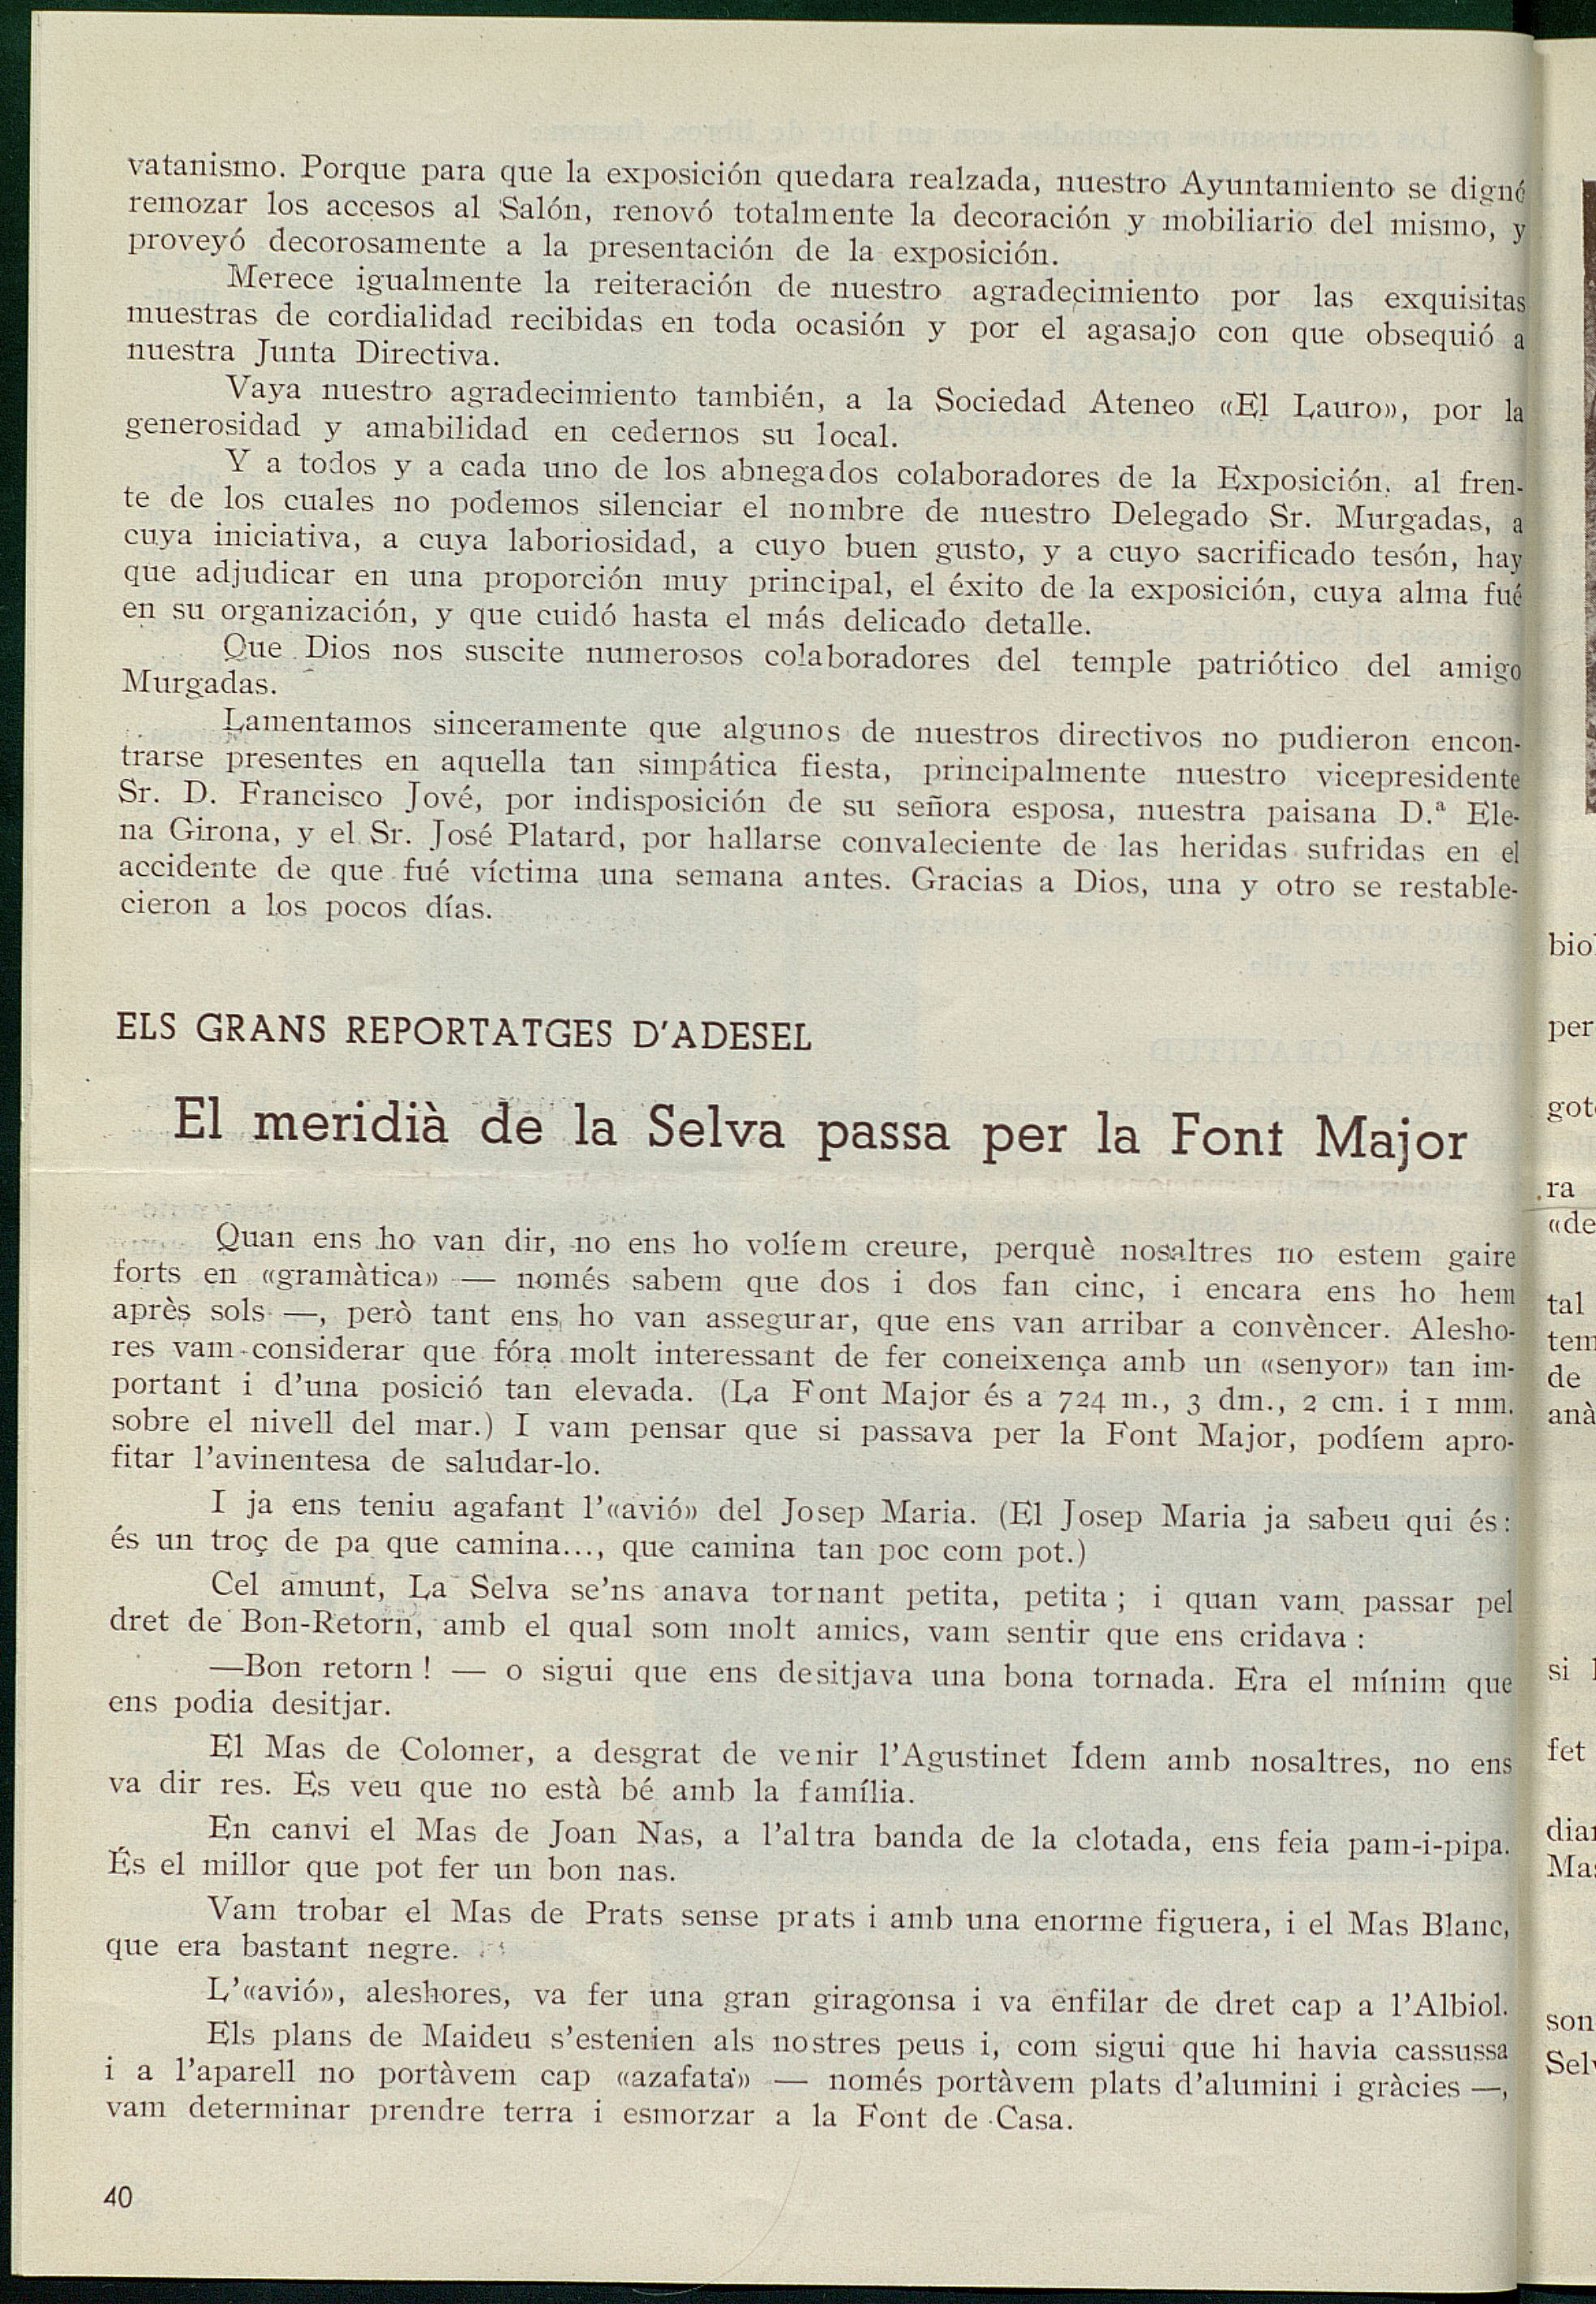 vatanismo. Porque para que la exposición quedara realzada, nuestro Ayuntamiento se dignó
remozar los accesos al Salón, renovó totalmente la decoración y mobiliario del mismo, y
proveyó decorosamente a la presentación de la exposición.
Merece igualmente la reiteración de nuestro agradecimiento por las exquisitas
muestras de cordialidad recibidas en toda ocasión y por el agasajo con que obsequió a
nuestra Junta Directiva.
Vaya nuestro agradecimiento también, a la Sociedad Ateneo «El Lauro», por la
generosidad y amabilidad en cedernos su local.
Y a todos y a cada uno de los abnegados colaboradores de la Exposición, al fren-
te de los cuales no podemos silenciar el nombre de nuestro Delegado Sr. Murgadas, a
cuya iniciativa, a cuya laboriosidad, a cuyo buen gusto, y a cuyo sacrificado tesón, hay
que adjudicar en una proporción muy principal, el éxito de la exposición, cuya alma fué
en su organización, y que cuidó hasta el más delicado detalle.
Que Dios nos suscite numerosos colaboradores del temple patriótico del amigo
Murgadas.
Lamentamos sinceramente que algunos de nuestros directivos no pudieron encon-
trarse presentes en aquella tan simpática fiesta, principalmente nuestro vicepresidente
Sr. D. Francisco Jové, por indisposición de su señora esposa, nuestra paisana D.ª Ele-
na Girona, y el Sr. José Platard, por hallarse convaleciente de las heridas sufridas en el
accidente de que fué víctima una semana antes. Gracias a Dios, una y otro se restable-
cieron a los pocos días.
ELS GRANS REPORTATGES D'ADESEL
El meridià de la Selva passa per la Font Major
Quan ens ho van dir, no ens ho volíem creure, perquè nosaltres no estem gaire
forts en «gramàtica» — només sabem que dos i dos fan cinc, i encara ens ho hem
après sols —, però tant ens ho van assegurar, que ens van arribar a convèncer. Alesho-
res vam considerar que fóra molt interessant de fer coneixença amb un «senyor» tan im-
portant i d'una posició tan elevada. (La Font Major és a 724 m., 3 dm., 2 cm. i 1 mm.
sobre el nivell del mar.) I vam pensar que si passava per la Font Major, podíem apro-
fitar l'avinentesa de saludar-lo.
I ja ens teniu agafant l'«avió» del Josep Maria. (El Josep Maria ja sabeu qui és:
és un troç de pa que camina..., que camina tan poc com pot.)
Cel amunt, La Selva se'ns anava tornant petita, petita; i quan vam passar pel
dret de Bon-Retorn, amb el qual som molt amics, vam sentir que ens cridava:
—Bon retorn! — o sigui que ens desitjava una bona tornada. Era el mínim que
ens podia desitjar.
El Mas de Colomer, a desgrat de venir l'Agustinet Ídem amb nosaltres, no ens
va dir res. Es veu que no està bé amb la família.
En canvi el Mas de Joan Nas, a l'altra banda de la clotada, ens feia pam-i-pipa.
És el millor que pot fer un bon nas.
Vam trobar el Mas de Prats sense prats i amb una enorme figuera, i el Mas Blanc,
que era bastant negre.
L'«avió», aleshores, va fer una gran giragonsa i va enfilar de dret cap a l'Albiol.
Els plans de Maideu s'estenien als nostres peus i, com sigui que hi havia cassussa
i a l'aparell no portàvem cap «azafata» — només portàvem plats d'alumini i gràcies —,
vam determinar prendre terra i esmorzar a la Font de Casa.
40
per
ra
«de
tal
de
fet
son